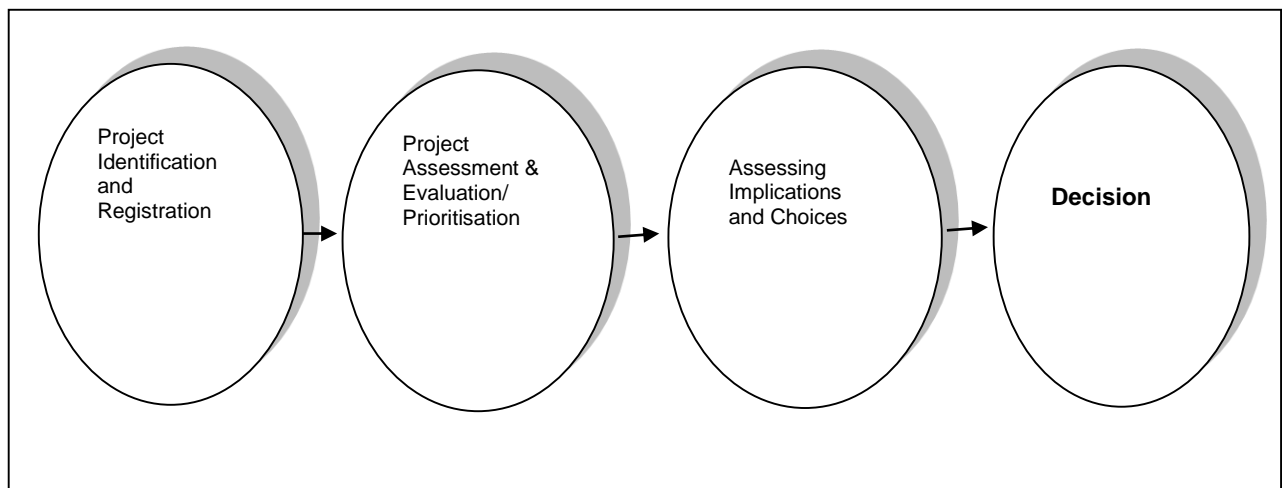 Project
Identification
and
Registration
Project
Assessment &
Evaluation/
Prioritisation
Assessing
Implications
and Choices
Decision